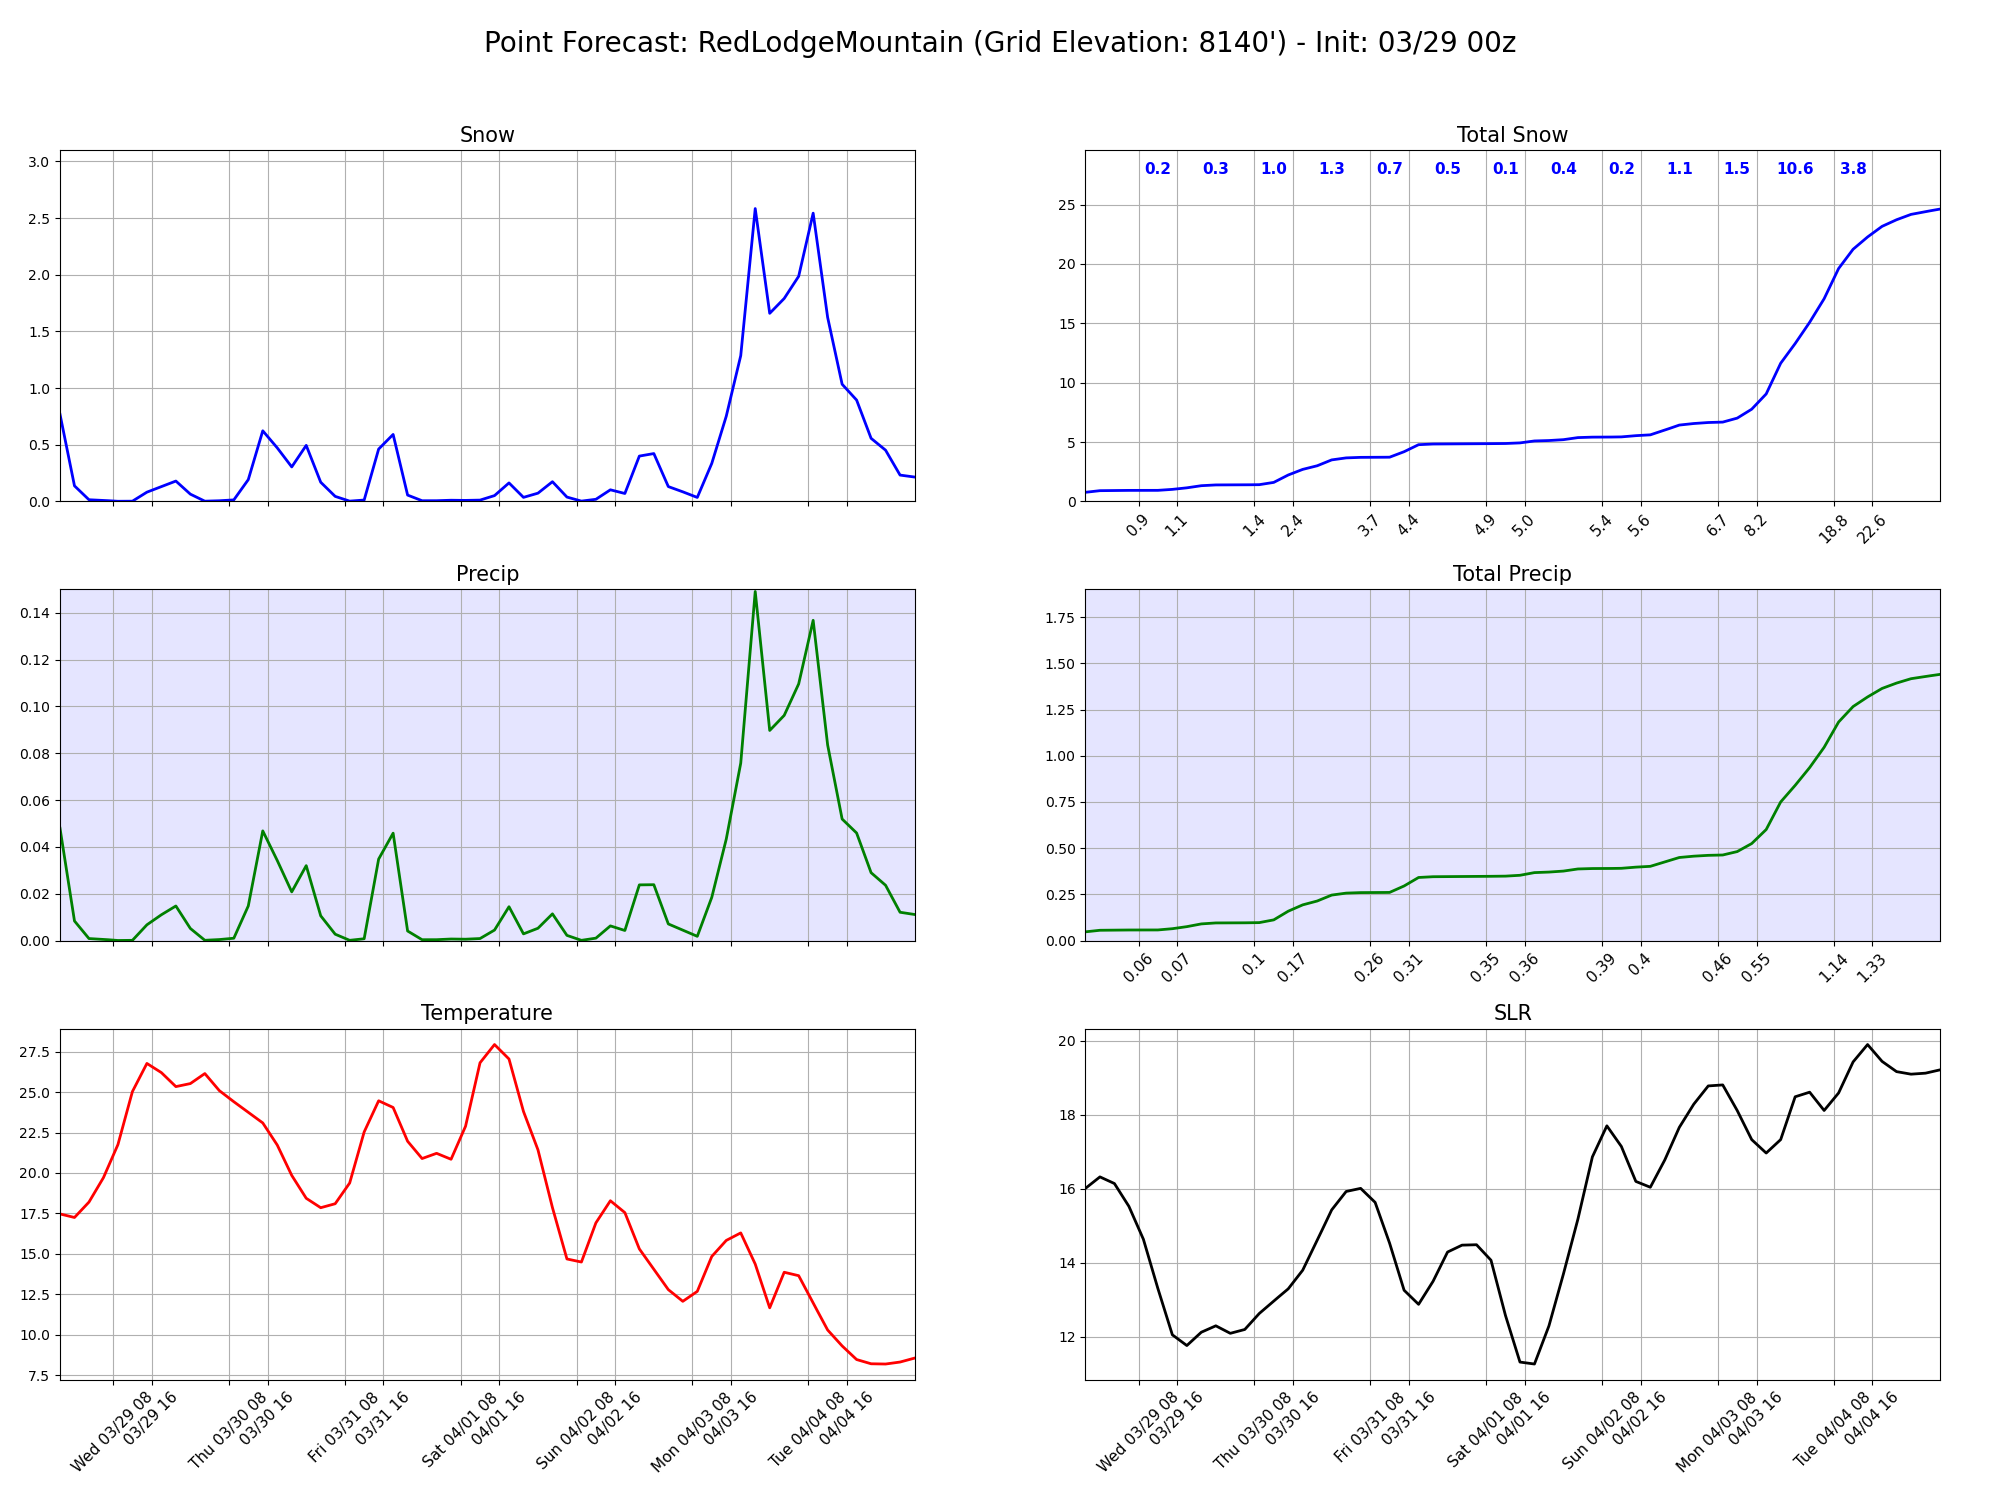 Point Forecast: RedLodgeMountain (Grid Elevation: 8140') - Init: 03/29 00z
Snow
3.0
2.5
2.0
1.5
1.0
0.5
0.0
Total Snow
0.2 0.3 1.0 1.3 0.7 0.5 0.1 0.4 0.2 1.1 1.5 10.6 3.8
25
20
15
10
5
0
0.9 1.1 1.4 2.4 3.7 4.4 4.9 5.0 5.4 5.6 6.7 8.2 18.8 22.6
Precip
0.14
0.12
0.10
0.08
0.06
0.04
0.02
0.00
Total Precip
1.75
1.50
1.25
1.00
0.75
0.50
0.25
0.00
0.06 0.07 0.1 0.17 0.26 0.31 0.35 0.36 0.39 0.4 0.46 0.55 1.14 1.33
Temperature
27.5
25.0
22.5
20.0
17.5
15.0
12.5
10.0
7.5
Wed 03/29 08
03/29 16
Thu 03/30 08
03/30 16
Fri 03/31 08
03/31 16
Sat 04/01 08
04/01 16
Sun 04/02 08
04/02 16
Mon 04/03 08
04/03 16
Tue 04/04 08
04/04 16
SLR
20
18
16
14
12
Wed 03/29 08
03/29 16
Thu 03/30 08
03/30 16
Fri 03/31 08
03/31 16
Sat 04/01 08
04/01 16
Sun 04/02 08
04/02 16
Mon 04/03 08
04/03 16
Tue 04/04 08
04/04 16